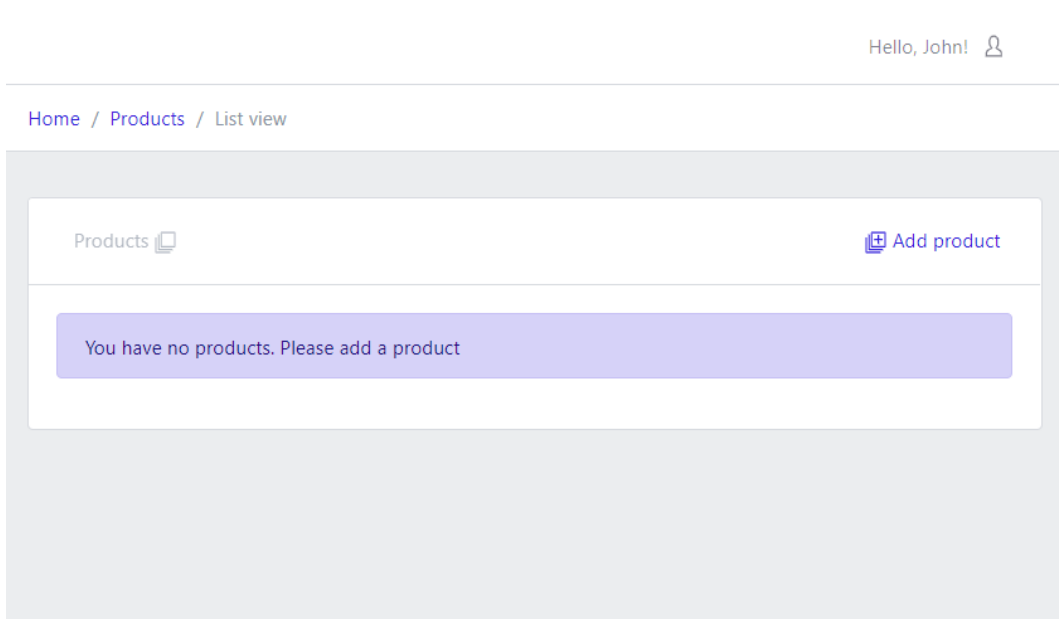 Hello, John!
Home / Products / List view
Products
Add product
You have no products. Please add a product